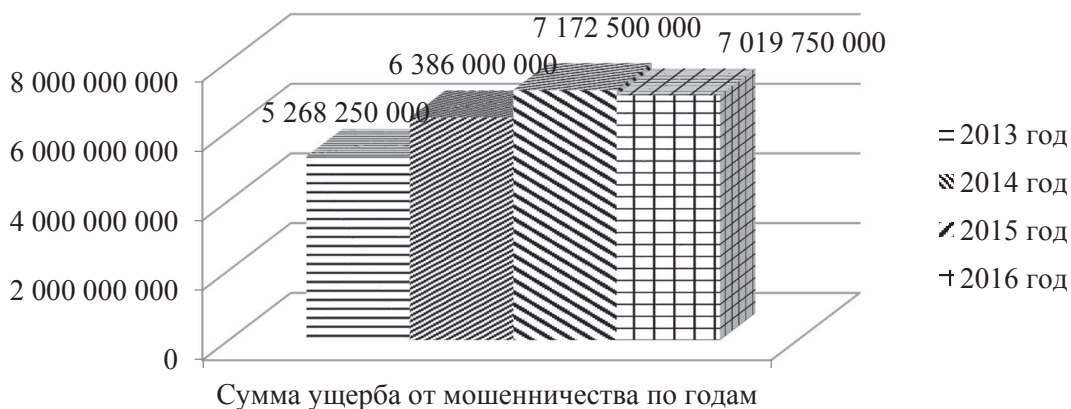 7 172 500 000
7 019 750 000
6 386 000 000
5 268 250 000
8 000 000 000
6 000 000 000
4 000 000 000
2 000 000 000
0
2013 год
2014 год
2015 год
2016 год
Сумма ущерба от мошенничества по годам